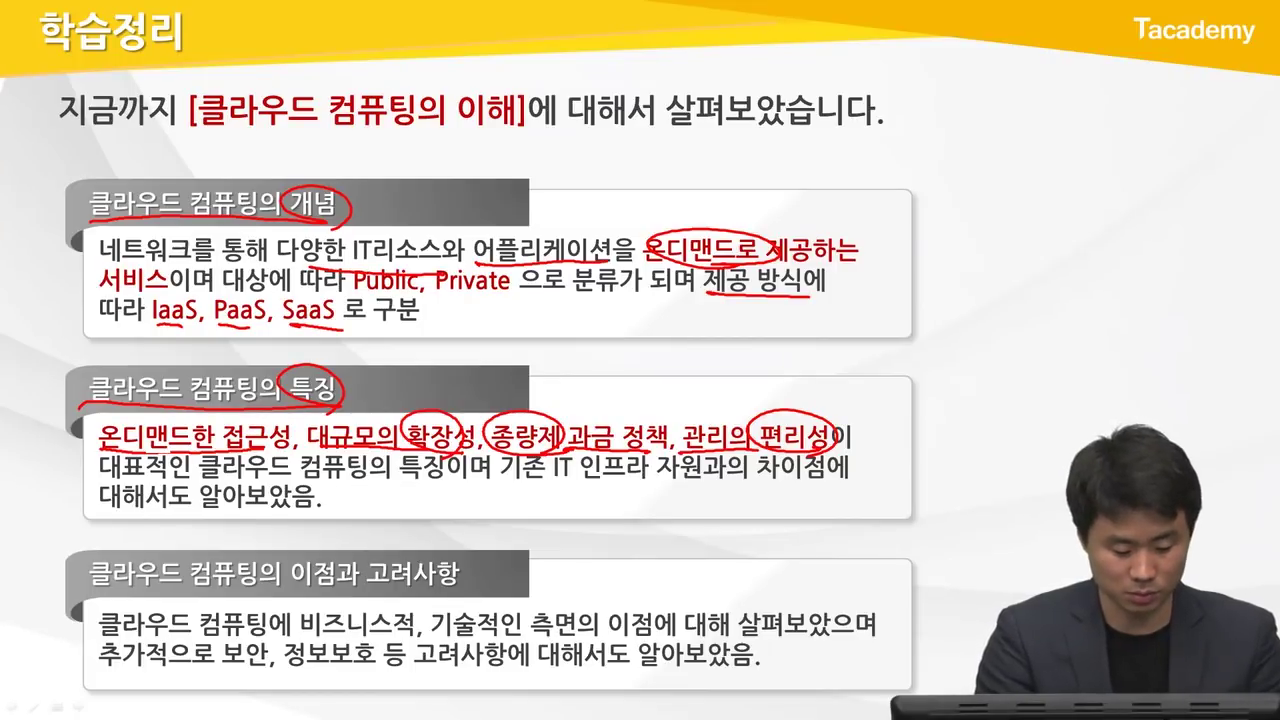 학습정리
Tacademy
지금까지 [클라우드 컴퓨팅의 이해]에 대해서 살펴보았습니다.
클라우드 컴퓨팅의 개념
네트워크를 통해 다양한 IT리소스와 어플리케이션을 온디맨드로 제공하는
서비스이며 대상에 따라 Public, Private 으로 분류가 되며 제공 방식에
따라 IaaS, PaaS, SaaS 로 구분
클라우드 컴퓨팅의 특징
온디맨드한 접근성, 대규모의 확장성, 종량제 과금 정책, 관리의 편리성이
대표적인 클라우드 컴퓨팅의 특징이며 기존 IT 인프라 자원과의 차이점에
대해서도 알아보았음.
클라우드 컴퓨팅의 이점과 고려사항
클라우드 컴퓨팅에 비즈니스적, 기술적인 측면의 이점에 대해 살펴보았으며
추가적으로 보안, 정보보호 등 고려사항에 대해서도 알아보았음.